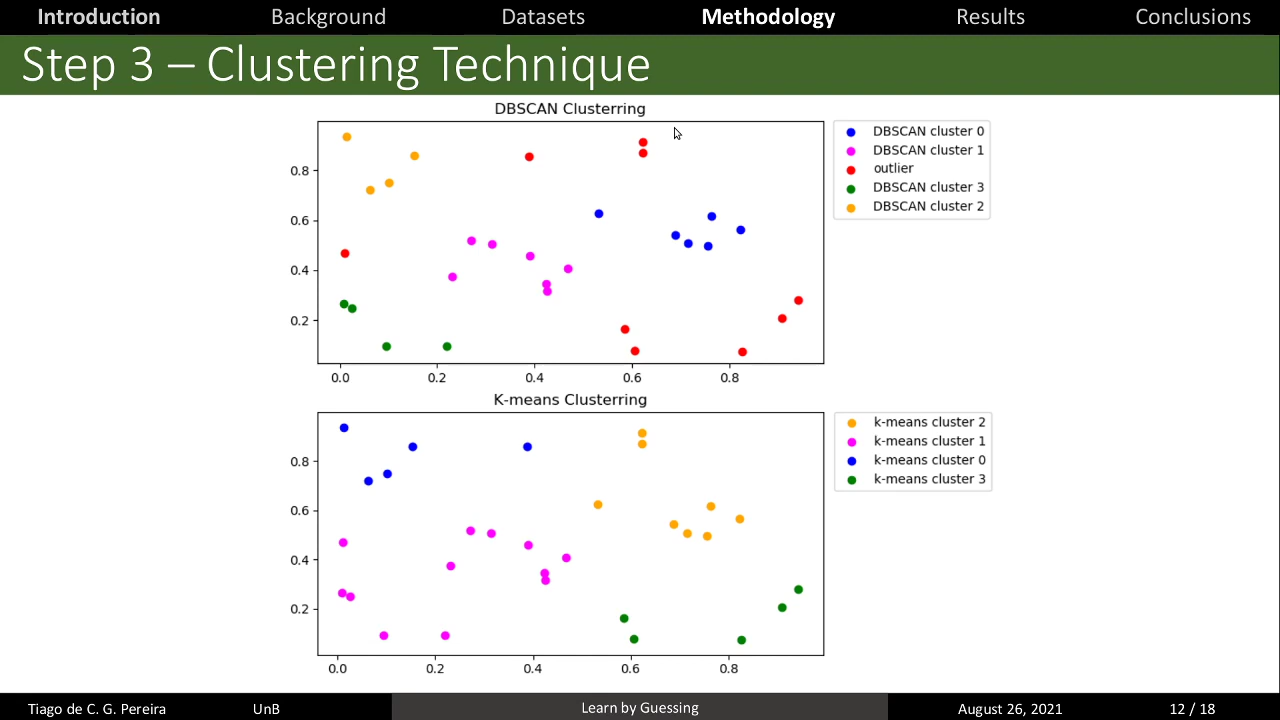 Introduction Background Datasets Methodology Results Conclusions
Step 3 – Clustering Technique
DBSCAN Clusterring
DBSCAN cluster 0
DBSCAN cluster 1
outlier
DBSCAN cluster 3
DBSCAN cluster 2
0.8
0.6
0.4
0.2
0.0 0.2 0.4 0.6 0.8
K-means Clusterring
k-means cluster 2
k-means cluster 1
k-means cluster 0
k-means cluster 3
0.8
0.6
0.4
0.2
0.0 0.2 0.4 0.6 0.8
Tiago de C. G. Pereira UnB Learn by Guessing August 26, 2021 12 / 18